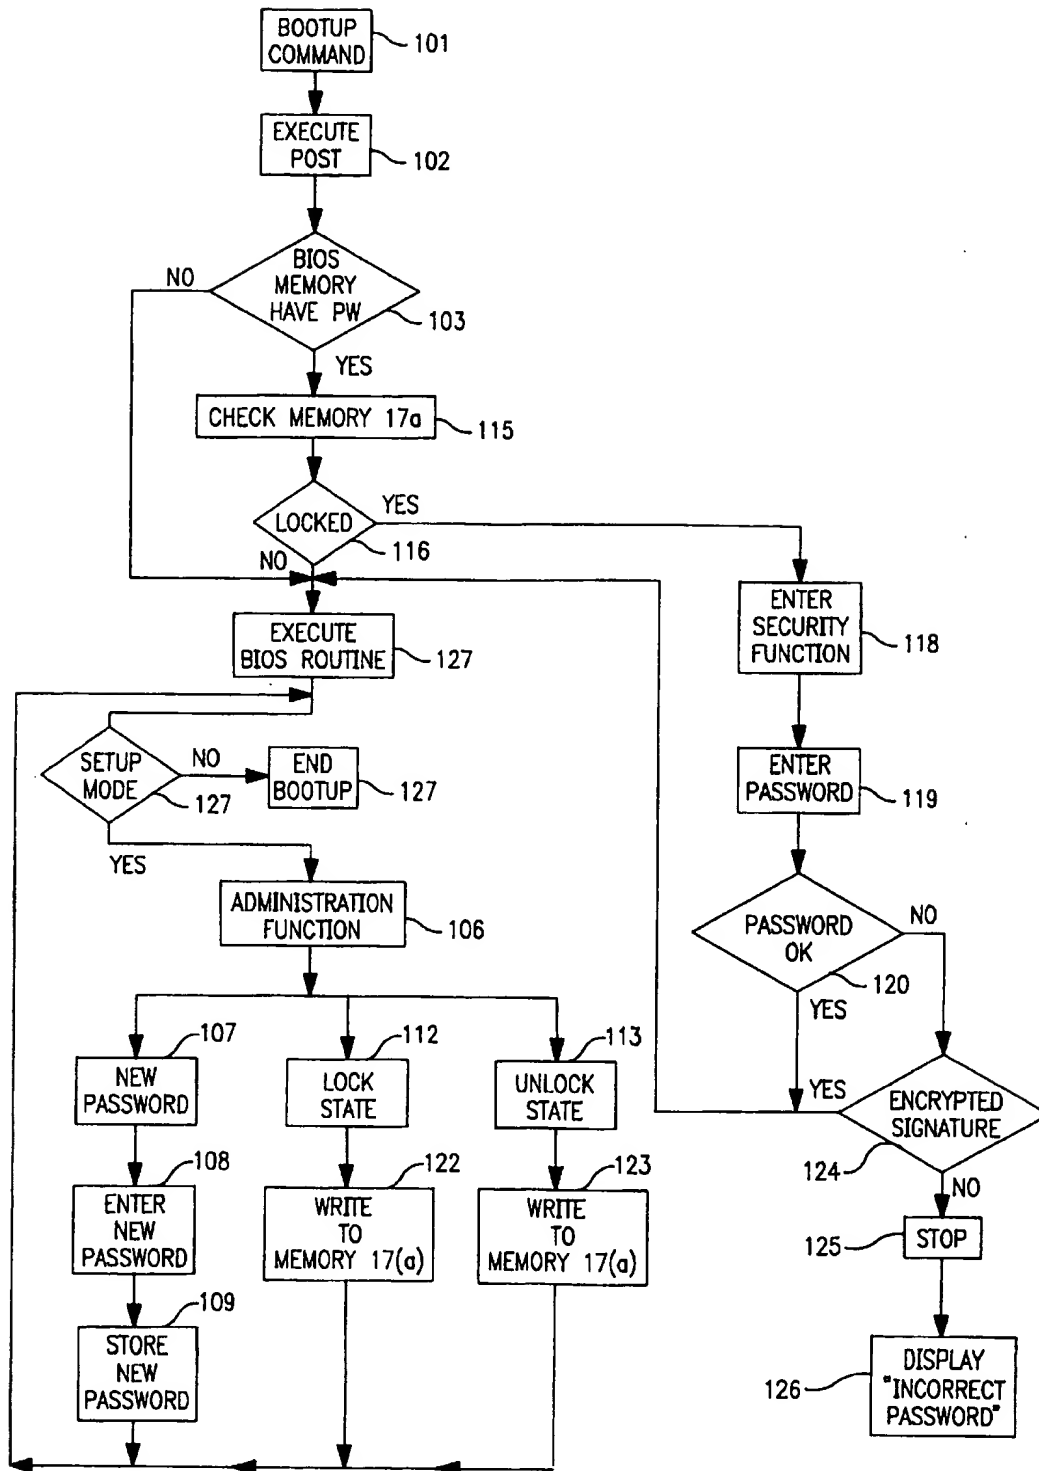 BOOTUP
COMMAND
101
EXECUTE
POST
102
BIOS
MEMORY
HAVE PW
103
NO
YES
CHECK MEMORY 17a
115
LOCKED
116
YES
NO
EXECUTE
BIOS ROUTINE
127
SETUP
MODE
127
NO
END
BOOTUP
127
YES
ADMINISTRATION
FUNCTION
106
107
NEW
PASSWORD
108
ENTER
NEW
PASSWORD
109
STORE
NEW
PASSWORD
112
LOCK
STATE
122
WRITE
TO
MEMORY 17(a)
113
UNLOCK
STATE
123
WRITE
TO
MEMORY 17(a)
ENTER
SECURITY
FUNCTION
118
ENTER
PASSWORD
119
PASSWORD
OK
120
NO
YES
YES
ENCRYPTED
SIGNATURE
124
NO
125
STOP
126
DISPLAY
"INCORRECT
PASSWORD"